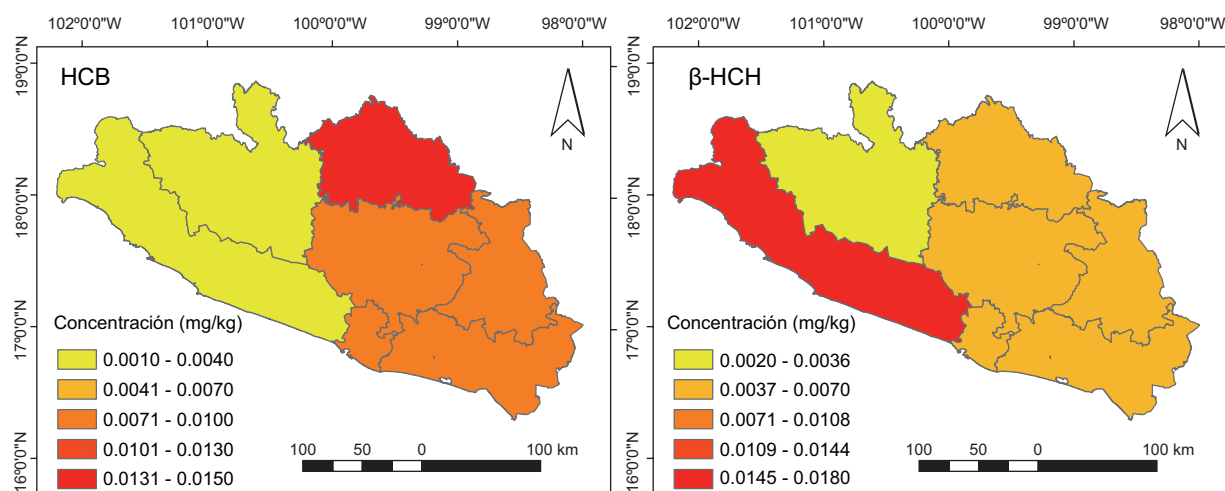 102º0'0"W 101º0'0"W 100º0'0"W 99º0'0"W 98º0'0"W
19º0'0"N
18º0'0"N
17º0'0"N
16º0'0"N
HCB
N
Concentración (mg/kg)
0.0010 - 0.0040
0.0041 - 0.0070
0.0071 - 0.0100
0.0101 - 0.0130
0.0131 - 0.0150
100 50 0 100 km
102º0'0"W 101º0'0"W 100º0'0"W 99º0'0"W 98º0'0"W
19º0'0"N
18º0'0"N
17º0'0"N
16º0'0"N
β-HCH
N
Concentración (mg/kg)
0.0020 - 0.0036
0.0037 - 0.0070
0.0071 - 0.0108
0.0109 - 0.0144
0.0145 - 0.0180
100 50 0 100 km